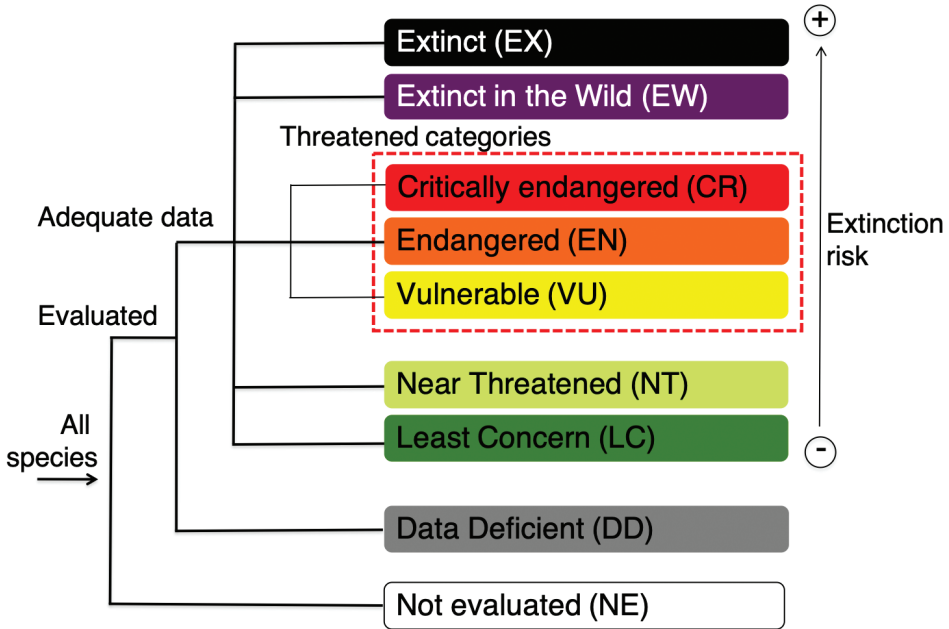 +
Extinct (EX)
Extinct in the Wild (EW)
Threatened categories
Critically endangered (CR)
Adequate data
Endangered (EN)
Extinction
risk
Vulnerable (VU)
Evaluated
Near Threatened (NT)
All
species
Least Concern (LC)
-
Data Deficient (DD)
Not evaluated (NE)